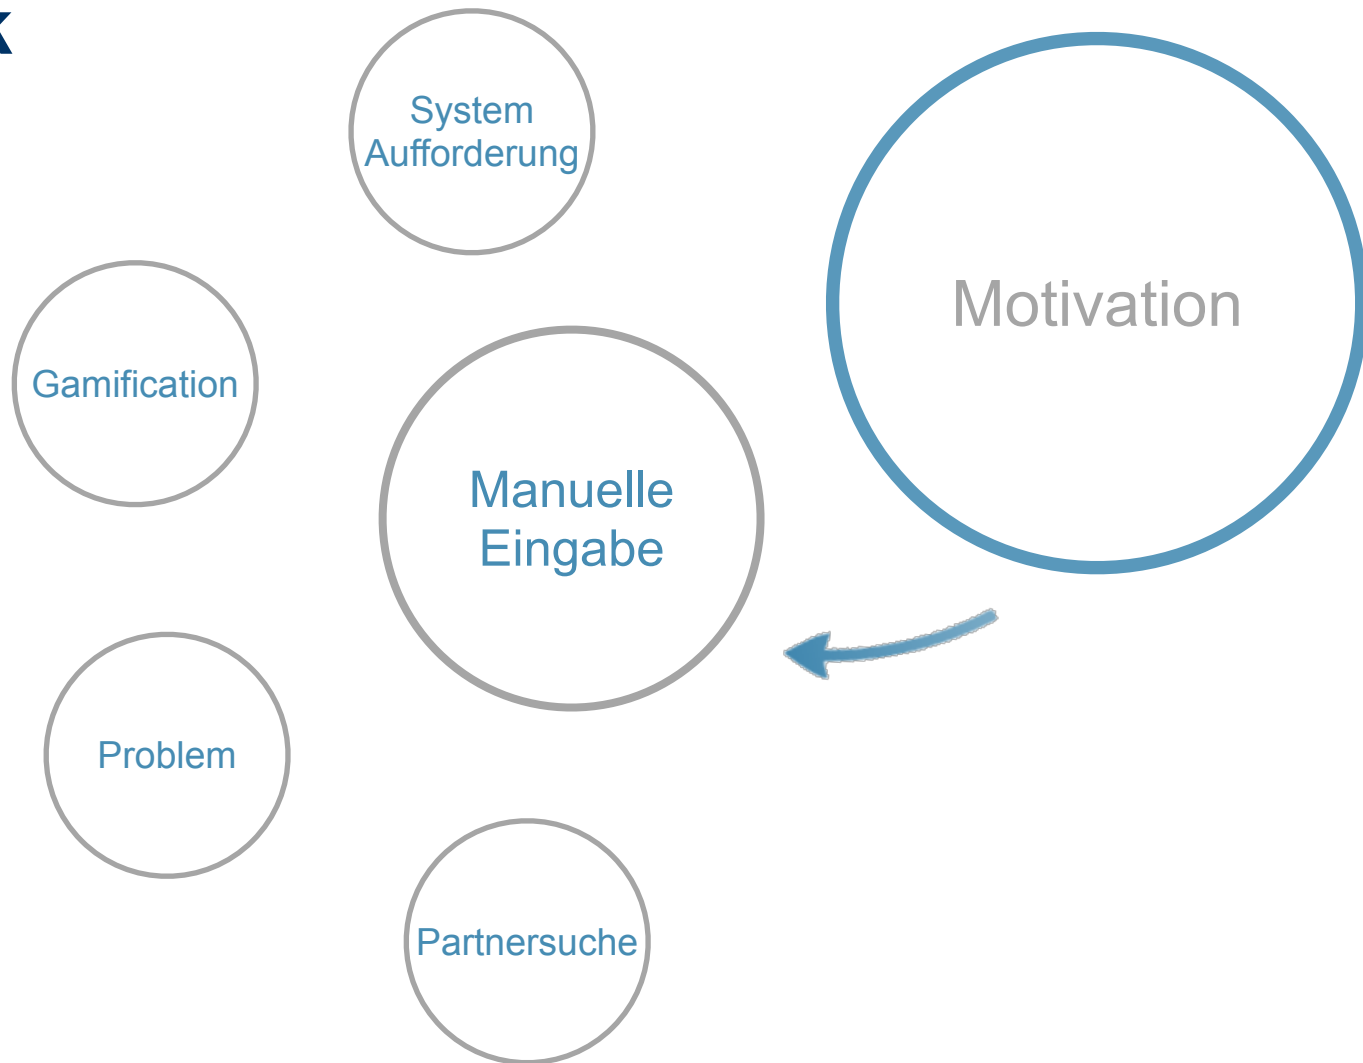 k
System
Aufforderung
Motivation
Gamification
Manuelle
Eingabe
Problem
Partnersuche